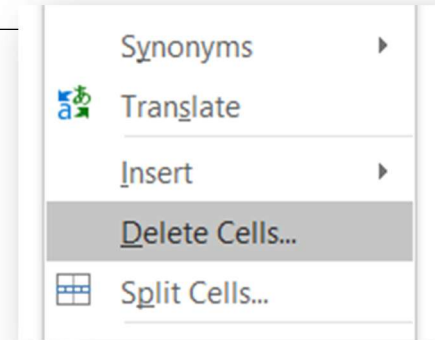 Synonyms
Translate
Insert
Delete Cells...
Split Cells...